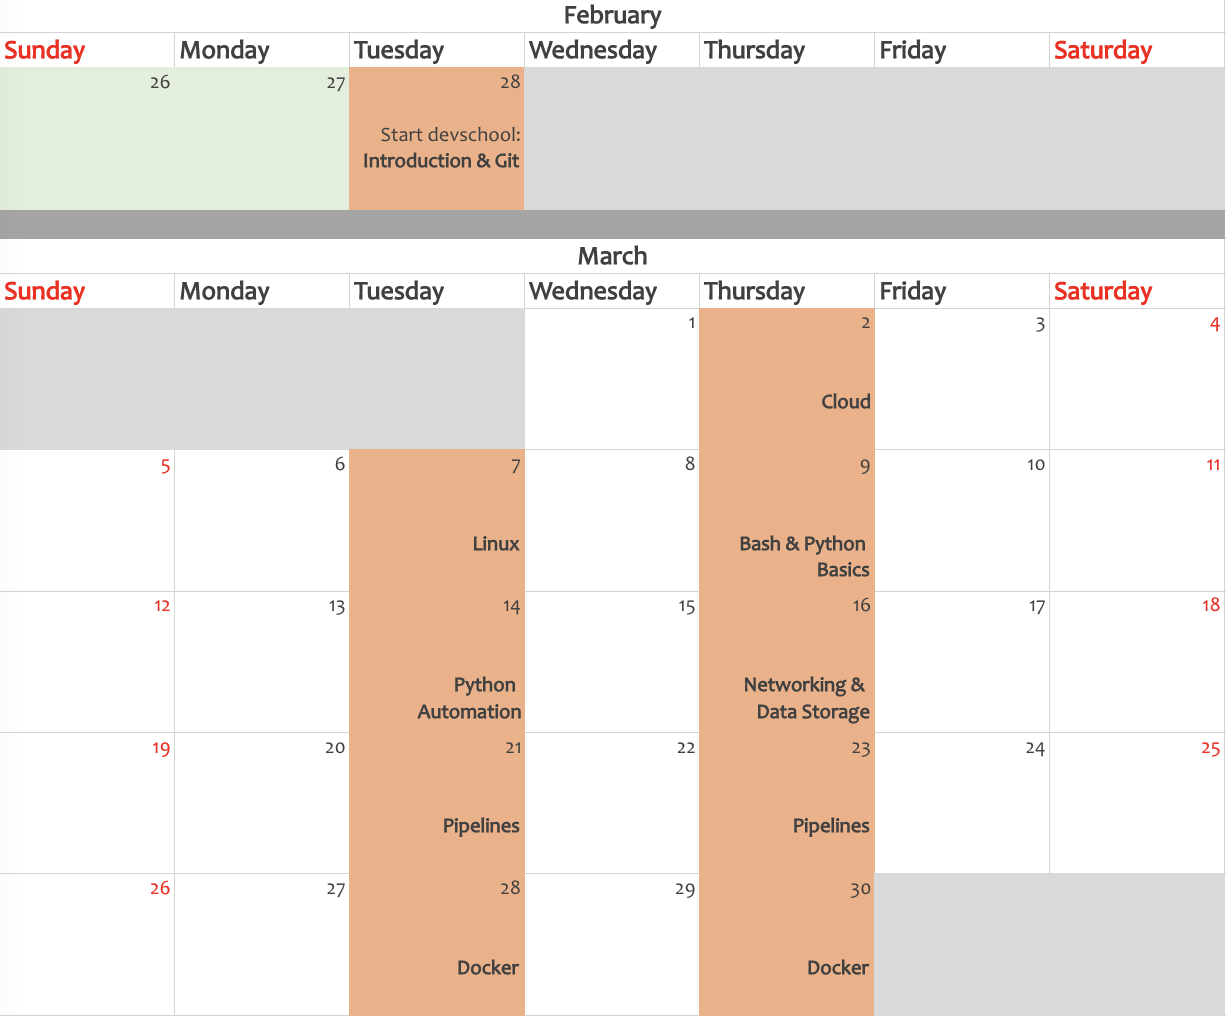 February
Sunday Monday Tuesday Wednesday Thursday Friday Saturday
26 27 28
Start devschool:
Introduction & Git
March
Sunday Monday Tuesday Wednesday Thursday Friday Saturday
1 2 3 4
Cloud
5 6 7 8 9 10 11
Linux Bash & Python
Basics
12 13 14 15 16 17 18
Python Networking &
Automation Data Storage
19 20 21 22 23 24 25
Pipelines Pipelines
26 27 28 29 30
Docker Docker